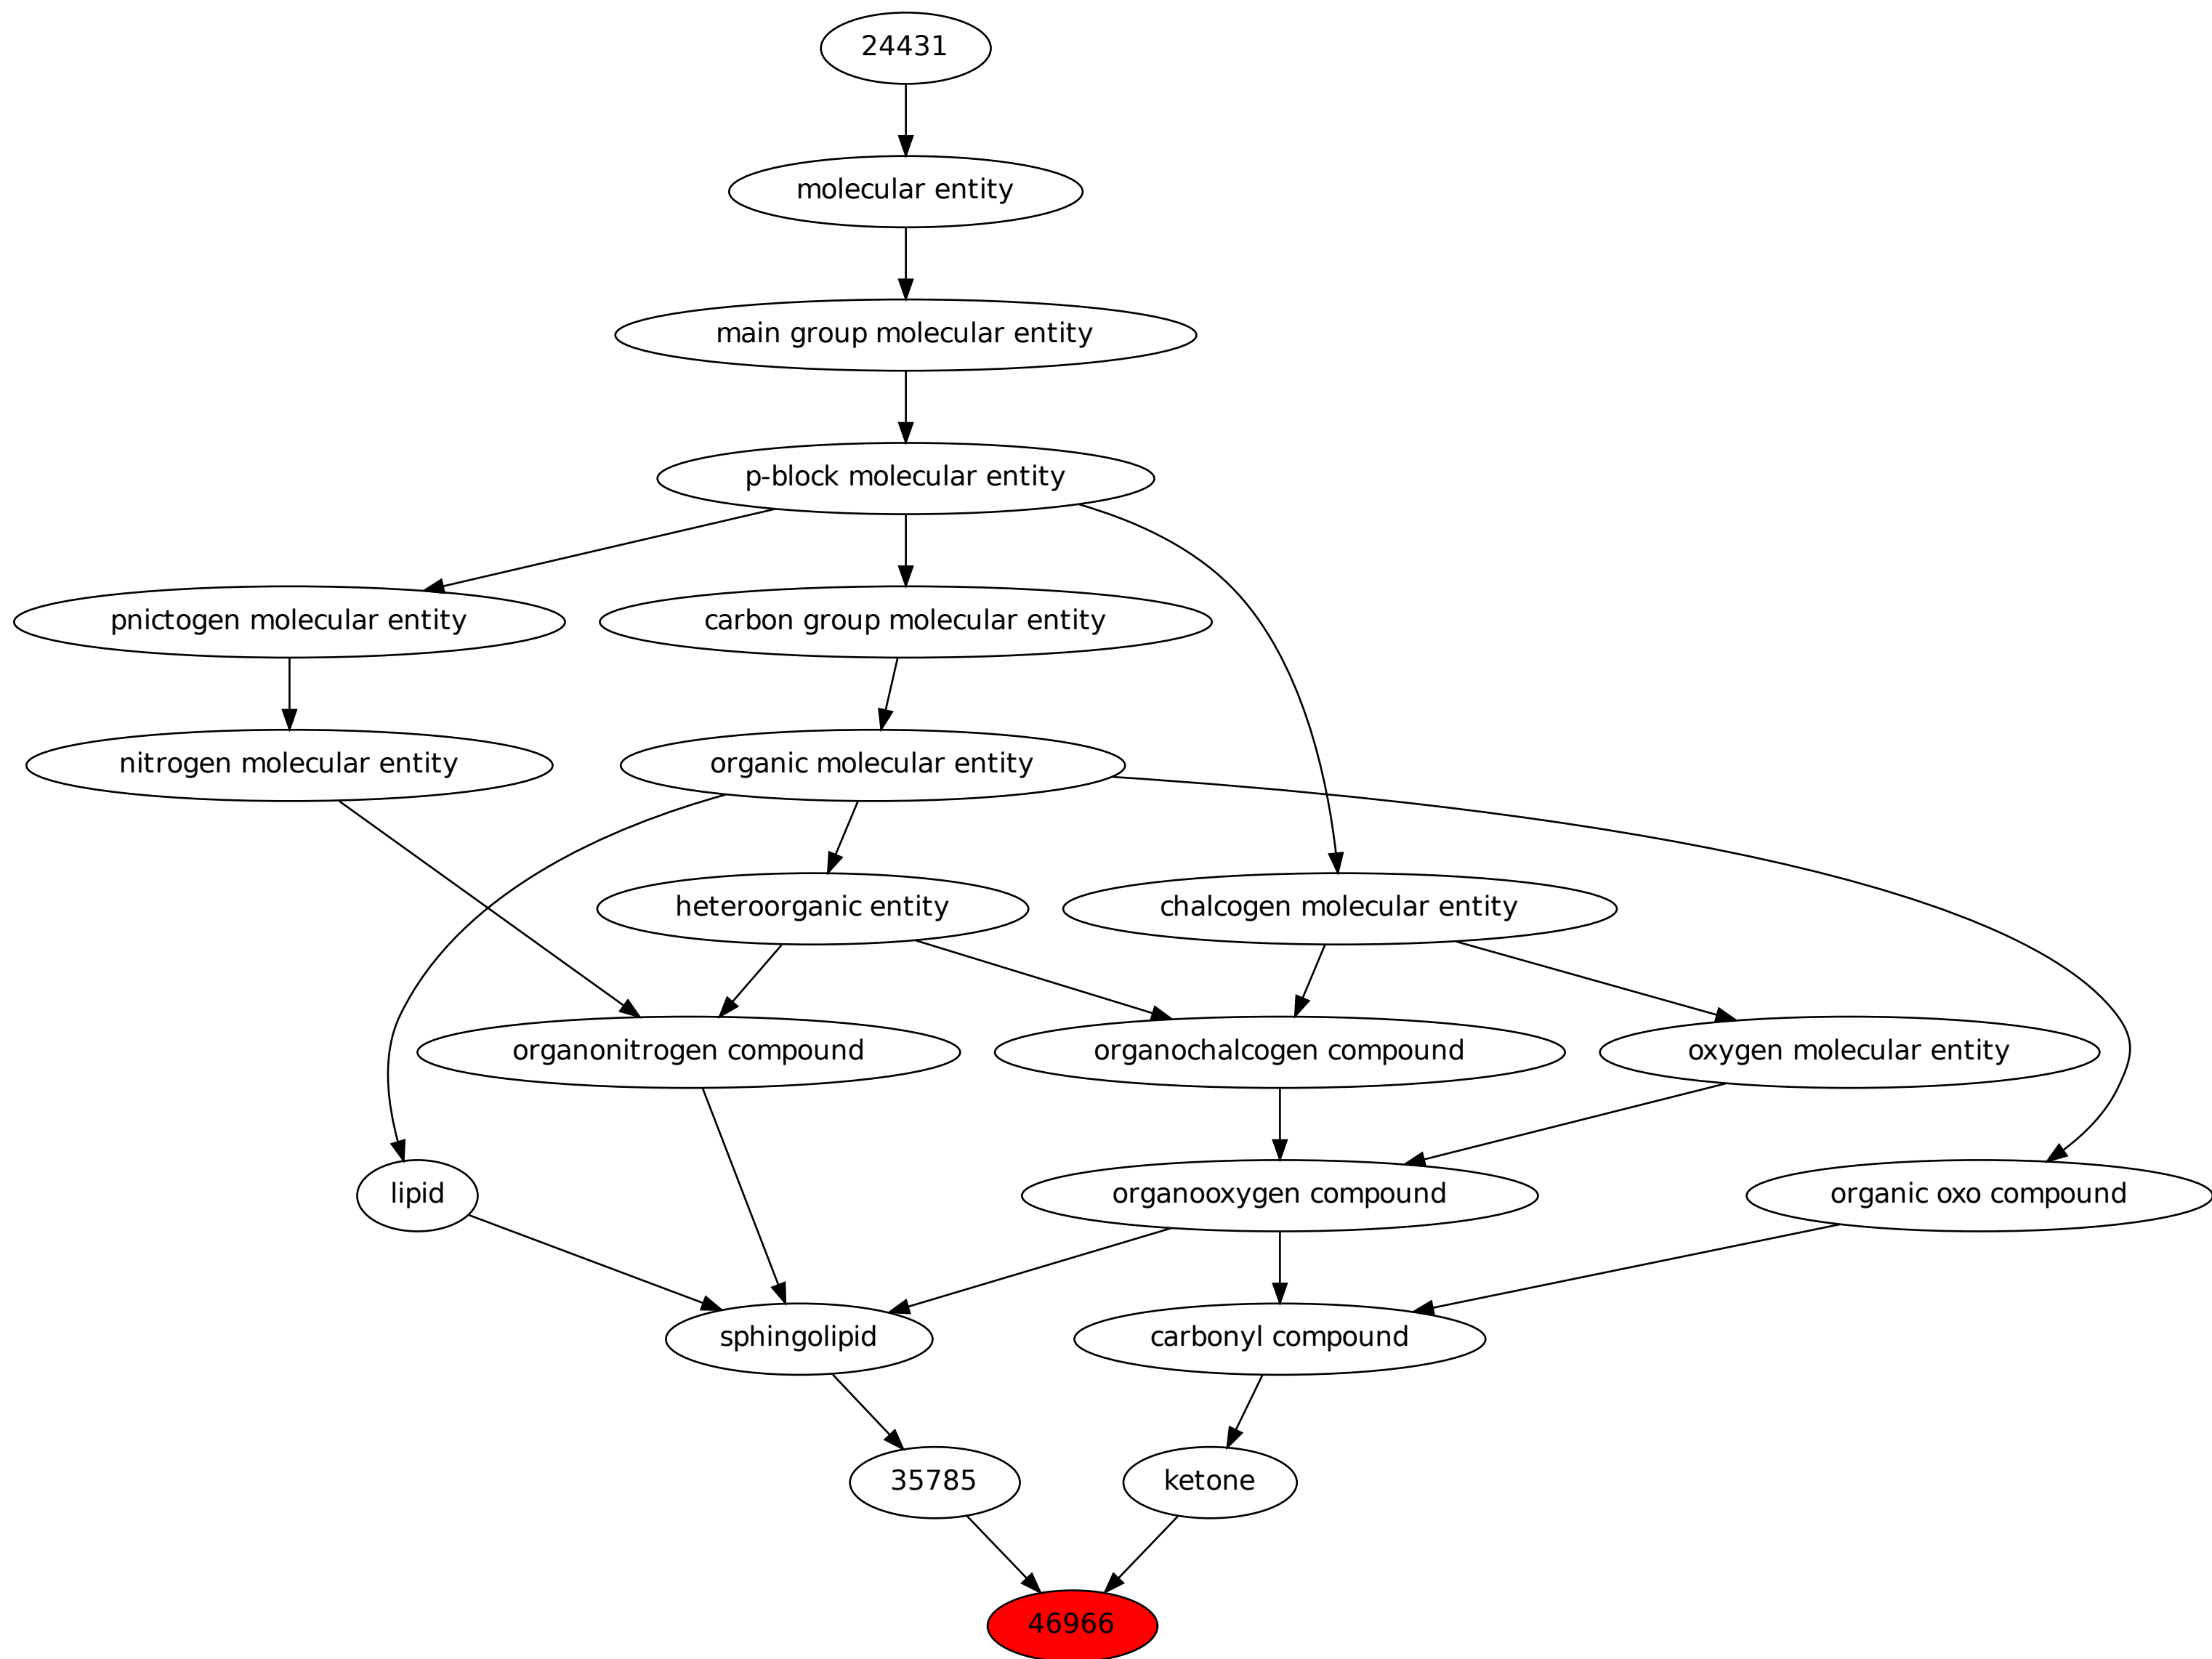 24431
molecular entity
main group molecular entity
p-block molecular entity
pnictogen molecular entity
carbon group molecular entity
nitrogen molecular entity
organic molecular entity
heteroorganic entity
chalcogen molecular entity
organonitrogen compound
organochalcogen compound
oxygen molecular entity
lipid
organooxygen compound
organic oxo compound
sphingolipid
carbonyl compound
35785
ketone
46966